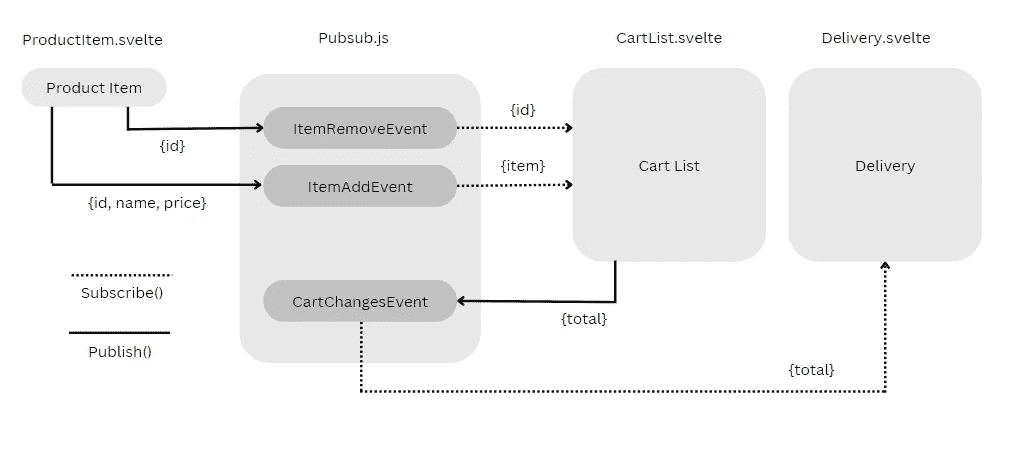 ProductItem.svelte
Pubsub.js
CartList.svelte
Delivery.svelte
Product Item
ItemRemoveEvent
{id}
{id}
ItemAddEvent
{item}
{id, name, price}
Cart List
Delivery
Subscribe()
CartChangesEvent
{total}
Publish()
{total}